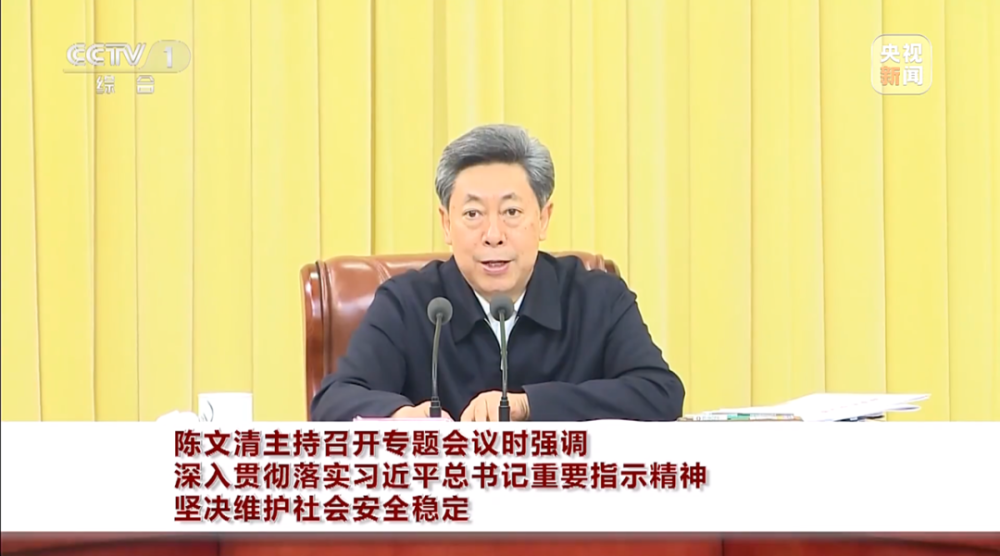 CCTV 1
综合
央视
新闻
陈文清主持召开专题会议时强调
深入贯彻落实习近平总书记重要指示精神
坚决维护社会安全稳定